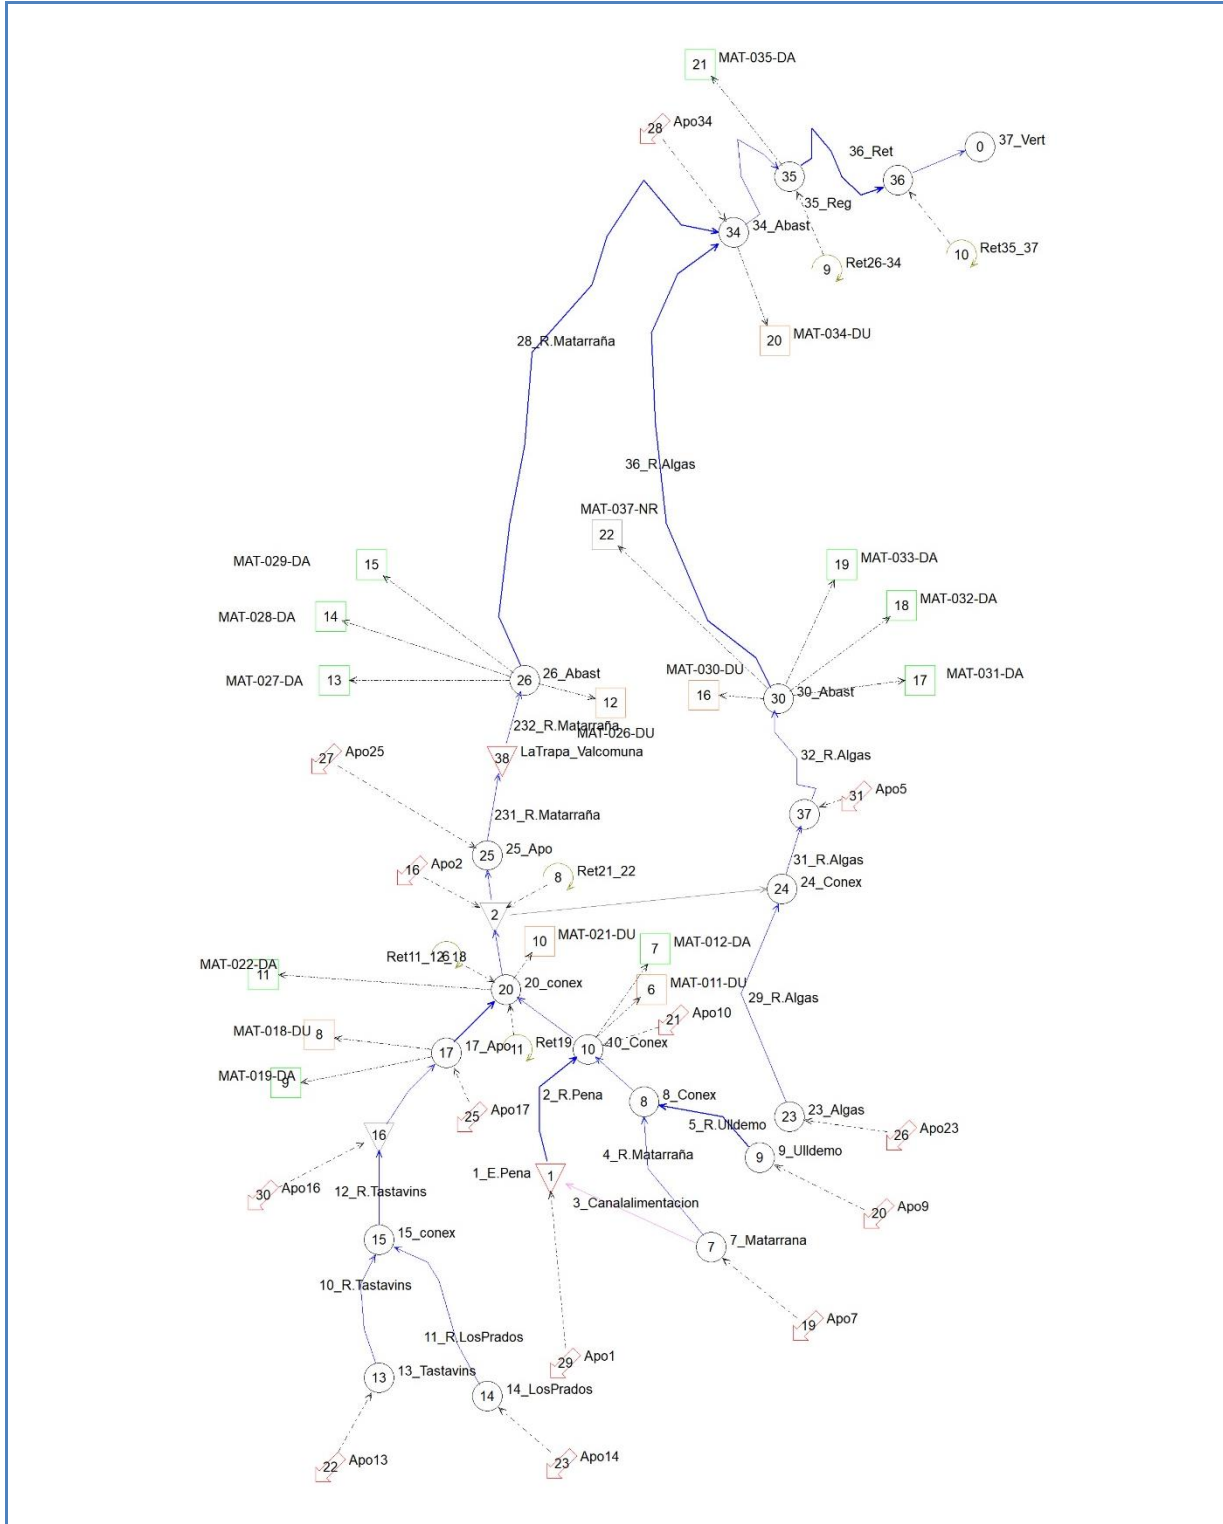 21 MAT-035-DA
28 Apo34
0 37_Vert
36_Ret
35
36
35_Reg
34 34_Abast
9 Ret26-34
10 Ret35_37
20 MAT-034-DU
28_R.Matarraña
36_R.Algas
MAT-037-NR
22
MAT-029-DA 15
19 MAT-033-DA
18 MAT-032-DA
MAT-028-DA 14
MAT-027-DA 13
26 26_Abast
12
MAT-026-DU
MAT-030-DU
16
30 30_Abast
17 MAT-031-DA
232_R.Matarraña
38 LaTrapa_Valcomuna
27 Apo25
32_R.Algas
31 Apo5
37
231_R.Matarraña
25 25_Apo
31_R.Algas
16 Apo2
8 Ret21_22
24 24_Conex
2
10 MAT-021-DU
7 MAT-012-DA
Ret11_12_18
6
MAT-022-DA
11
20 20_conex
6 MAT-011-DU
29_R.Algas
21 Apo10
MAT-018-DU 8
17 17_Apo
11 Ret19
10 10_Conex
MAT-019-DA
9
2_R.Pena
8 8_Conex
25 Apo17
5_R.Ulldemo
23 23_Algas
26 Apo23
16
4_R.Matarraña
9 9_Ulldemo
1_E.Pena
1
30 Apo16
12_R.Tastavins
3_Canalalimentacion
20 Apo9
15 15_conex
7 7_Matarrana
10_R.Tastavins
19 Apo7
11_R.LosPrados
29 Apo1
13 13_Tastavins
14 14_LosPrados
22 Apo13
23 Apo14